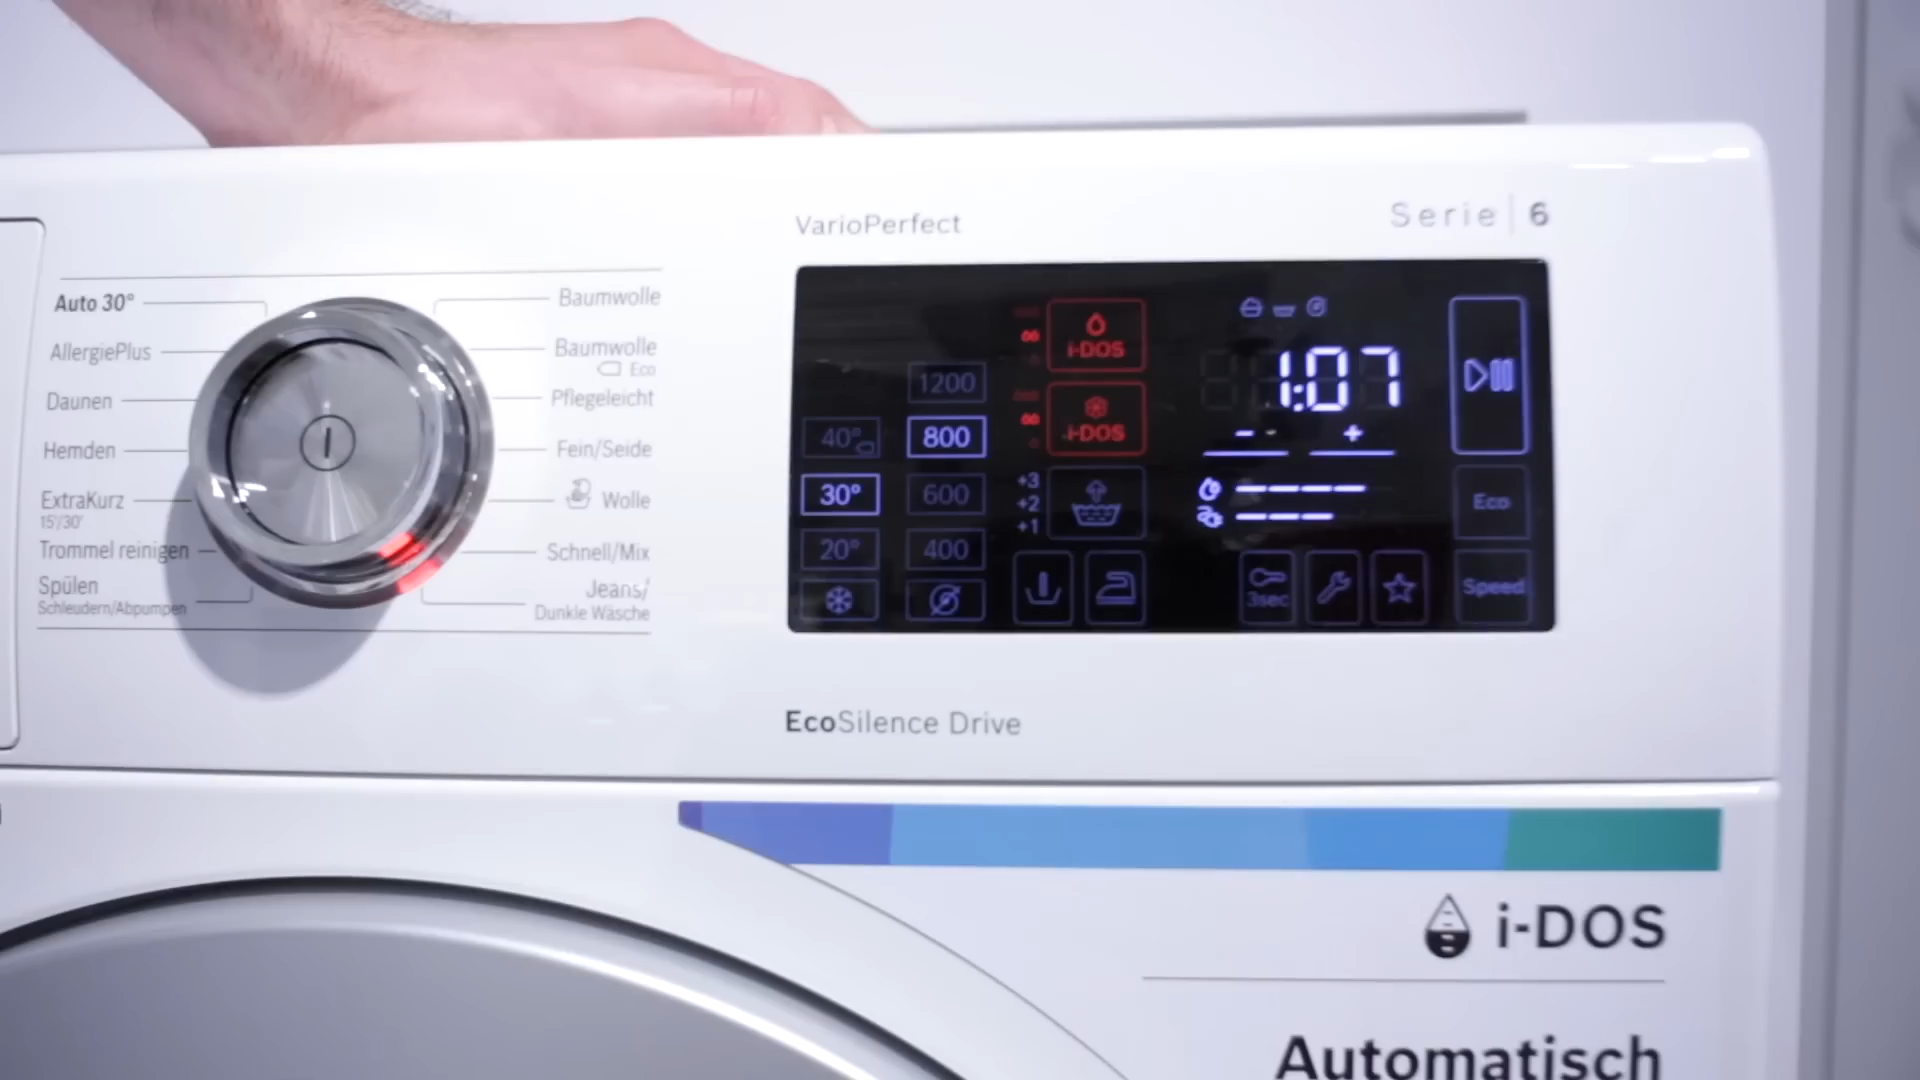 VarioPerfect
Serie | 6
Auto 30°
AllergiePlus
Daunen
Hemden
ExtraKurz
15'/30'
Trommel reinigen
Spülen
Schleudern/Abpumpen
Baumwolle
Baumwolle
Eco
Pflegeleicht
Fein/Seide
Wolle
Schnell/Mix
Jeans/
Dunkle Wäsche
40°
30°
20°
1200
800
600
400
i-DOS
i-DOS
+3
+2
+1
1:07
- +
3sec
Eco
Speed
EcoSilence Drive
i-DOS
Automatisch